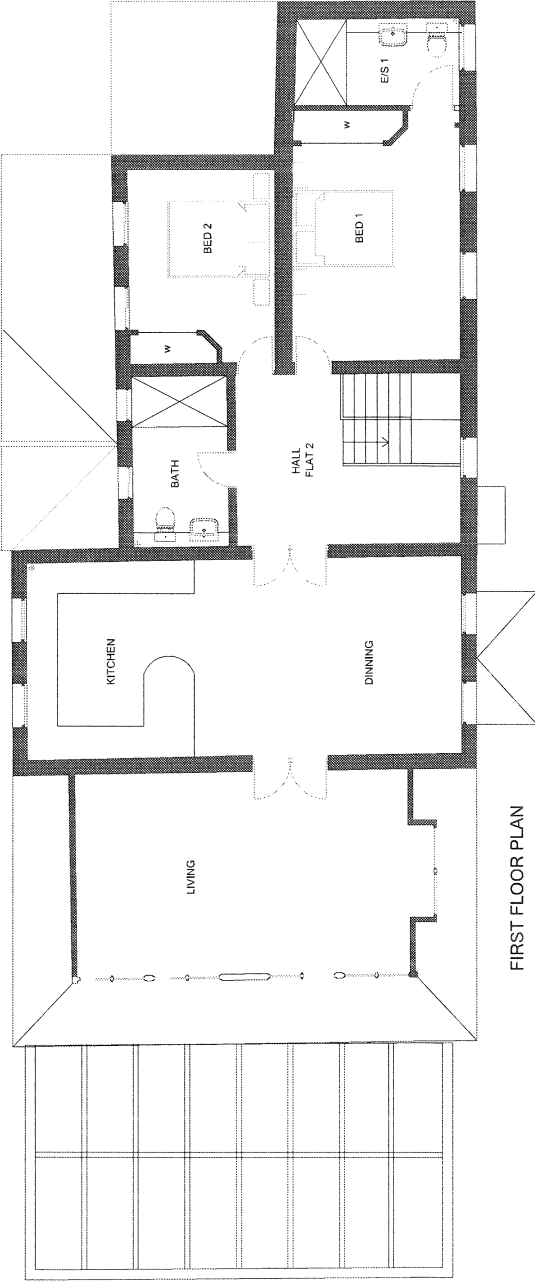 E/S 1
W
BED 1
BED 2
W
BATH
HALL
FLAT 2
KITCHEN
DINNING
LIVING
FIRST FLOOR PLAN